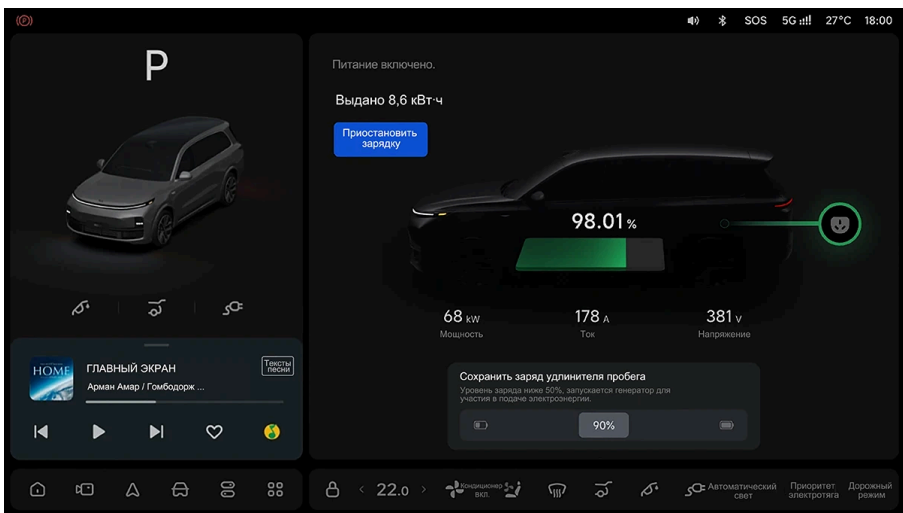 (P)
SOS
5G
27°C
18:00
P
Питание включено.
Выдано 8,6 кВт·ч
Приостановить
зарядку
98.01 %
68 kW
Мощность
178 A
Ток
381 V
Напряжение
HOME
ГЛАВНЫЙ ЭКРАН
Арман Амар / Гомбодорж ...
Тексты
песни
Сохранить заряд удлинителя пробега
Уровень заряда ниже 50%, запускается генератор для
участия в подаче электроэнергии.
90%
< 22.0 >
Кондиционер
вкл.
Автоматический
свет
Приоритет
электротяга
Дорожный
режим